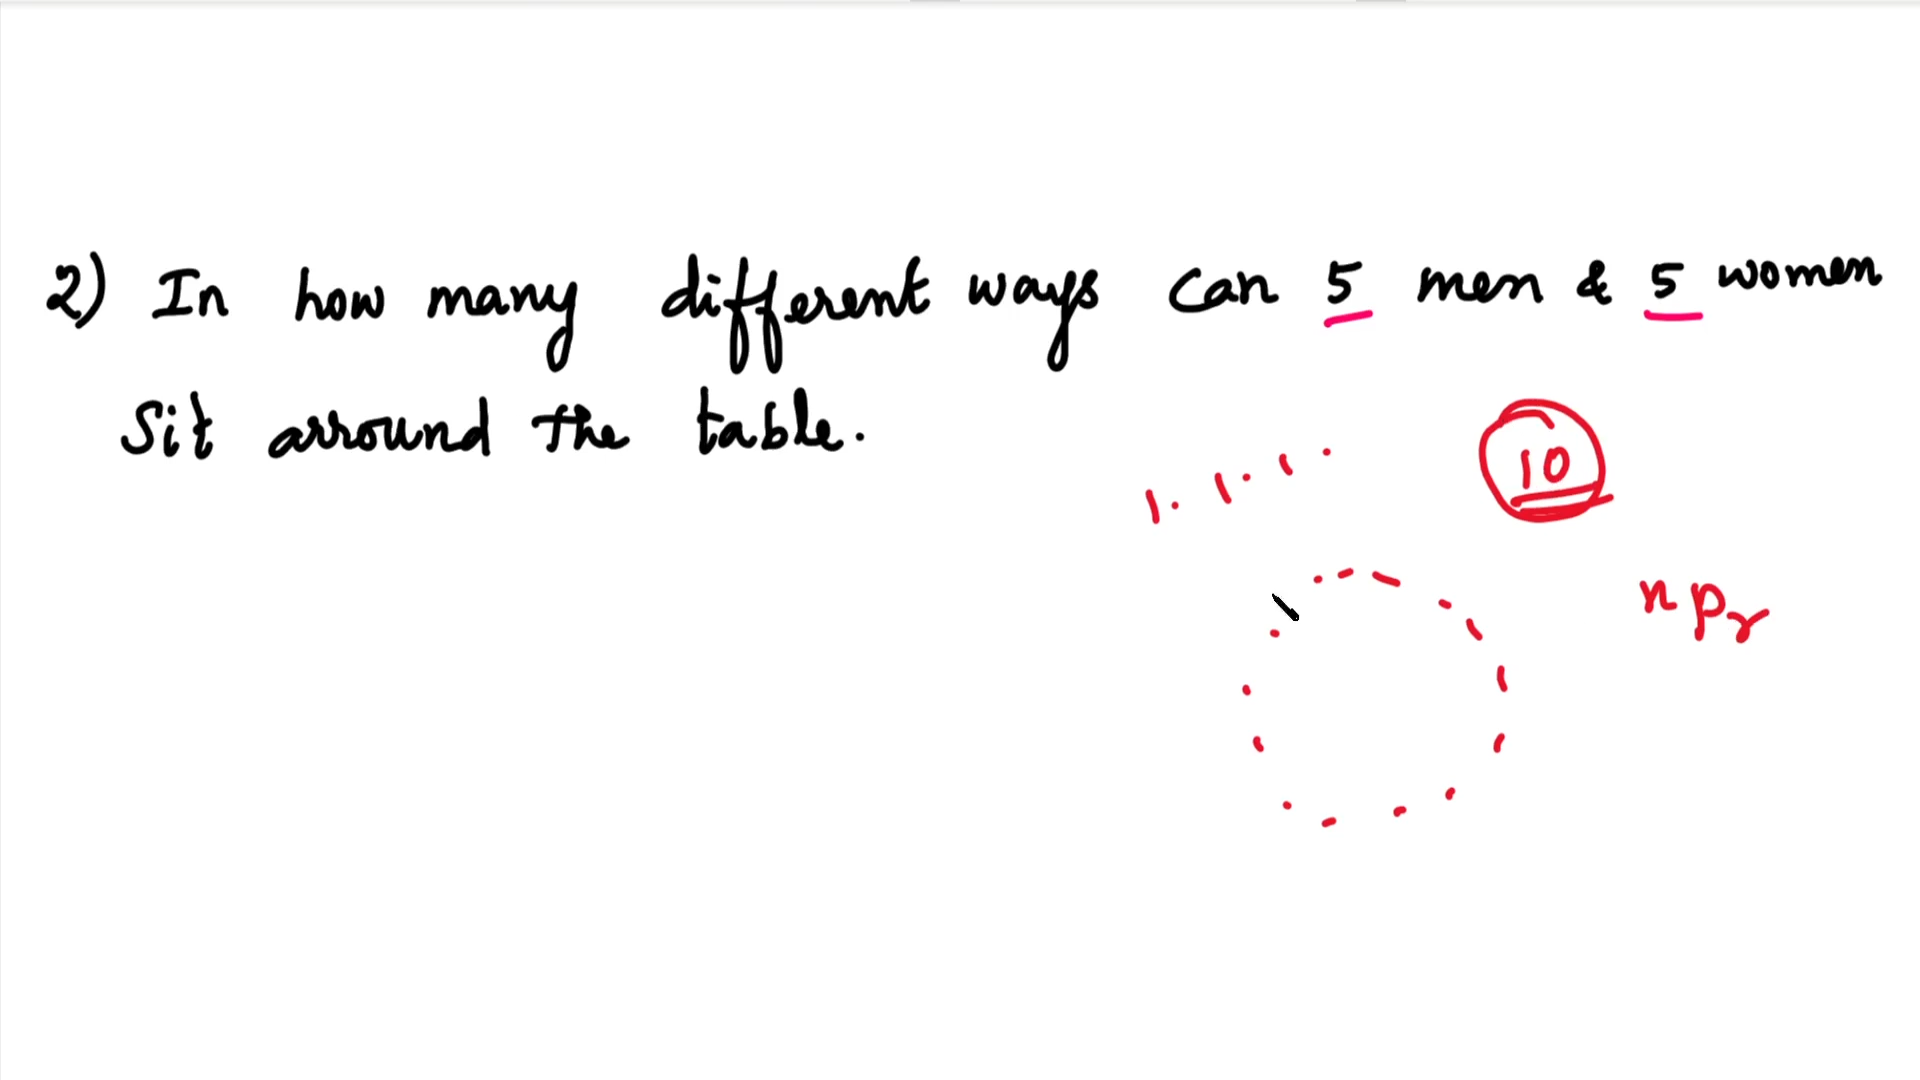 2) In how many different ways can 5 men & 5 women
Sit arround the table.
10
n p r